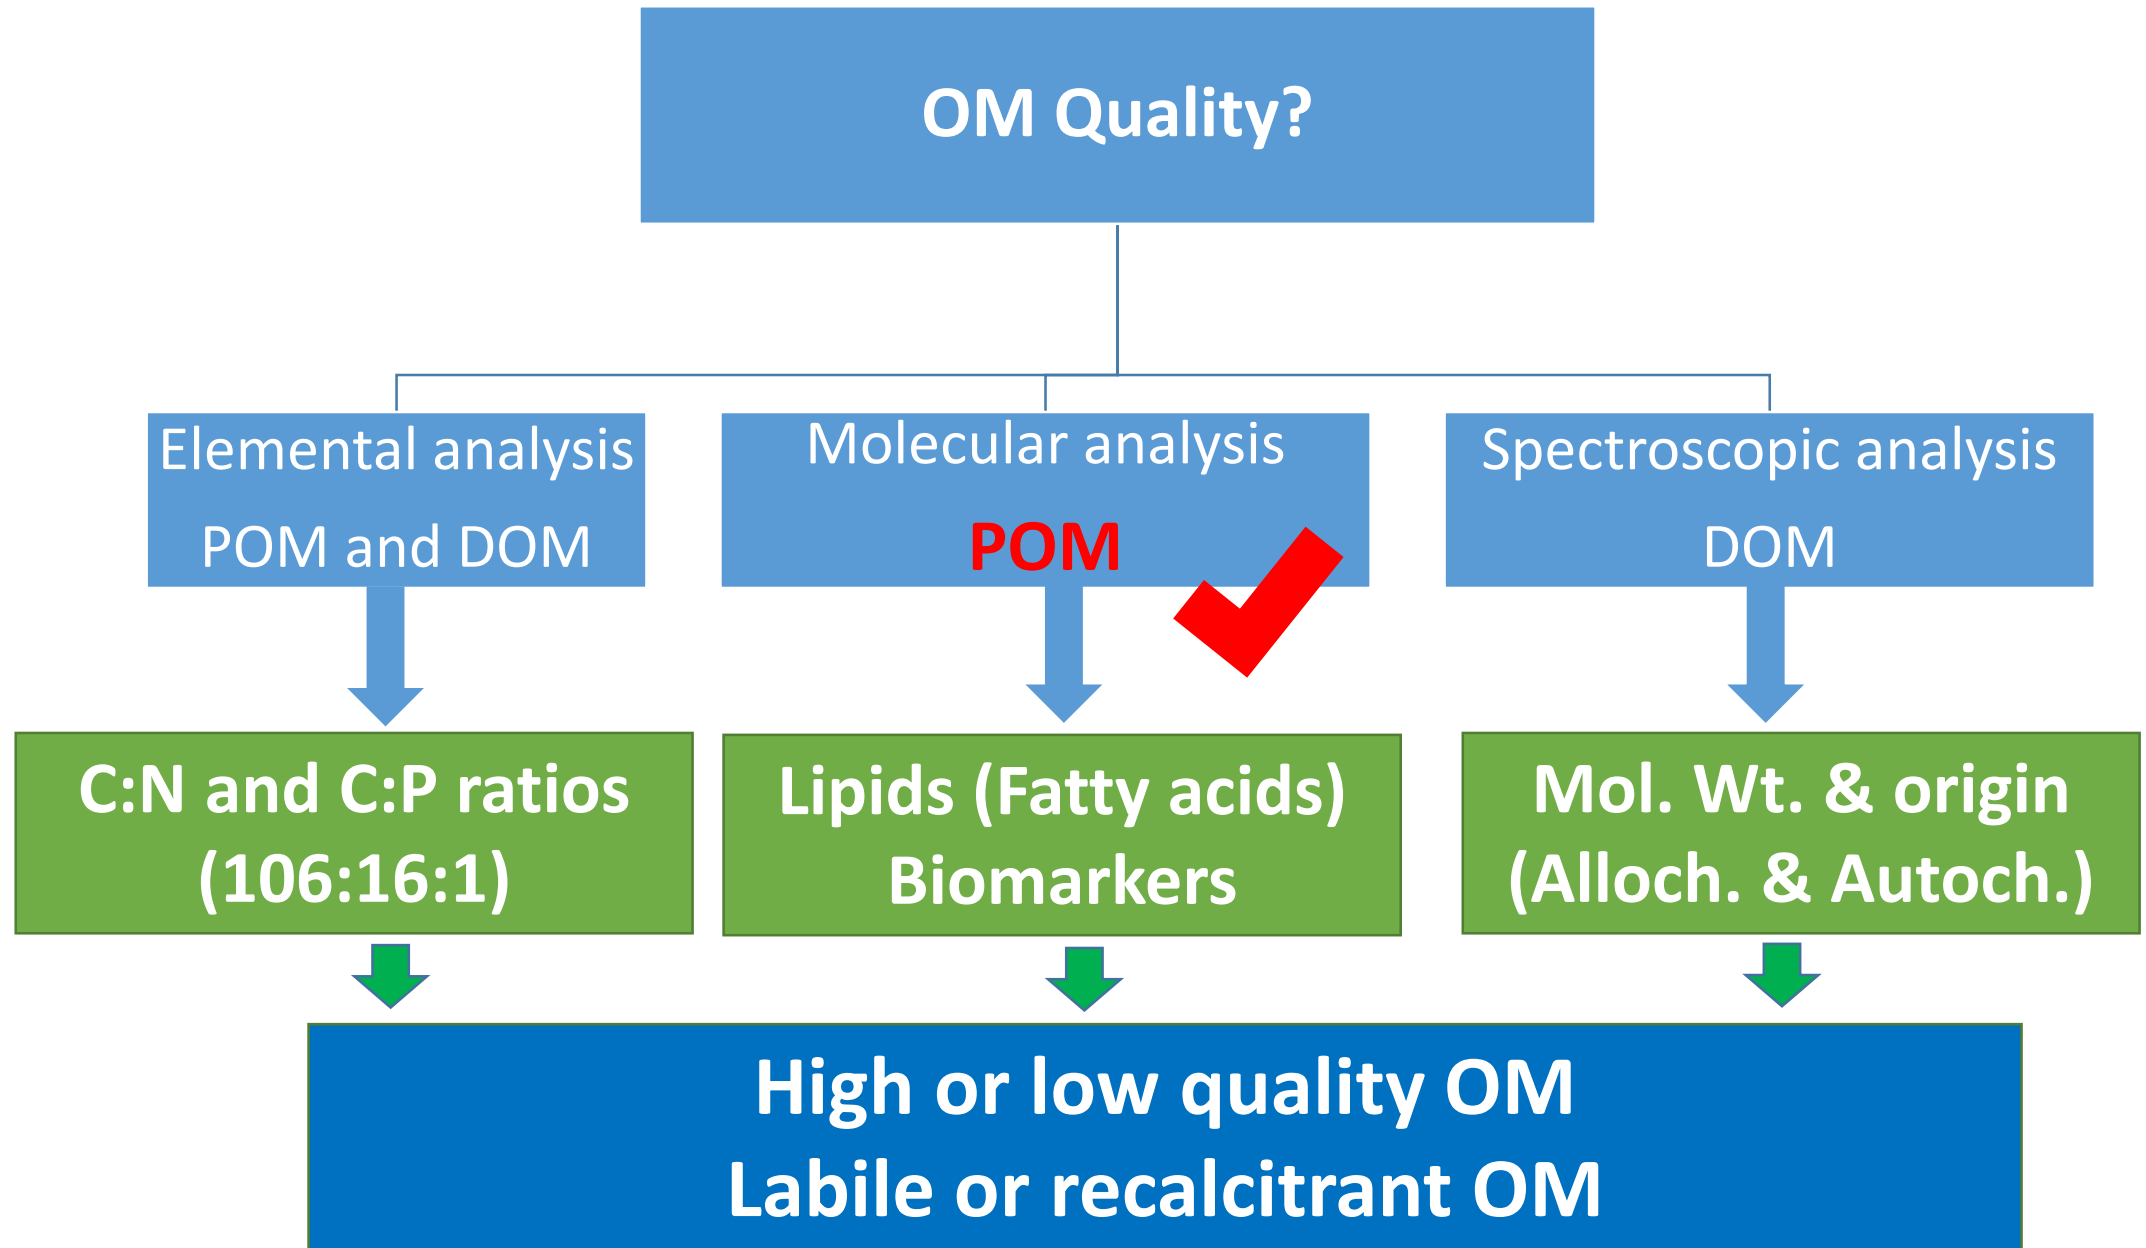 OM Quality?
Elemental analysis
POM and DOM
Molecular analysis
POM
Spectroscopic analysis
DOM
C:N and C:P ratios
(106:16:1)
Lipids (Fatty acids)
Biomarkers
Mol. Wt. & origin
(Alloch. & Autoch.)
High or low quality OM
Labile or recalcitrant OM